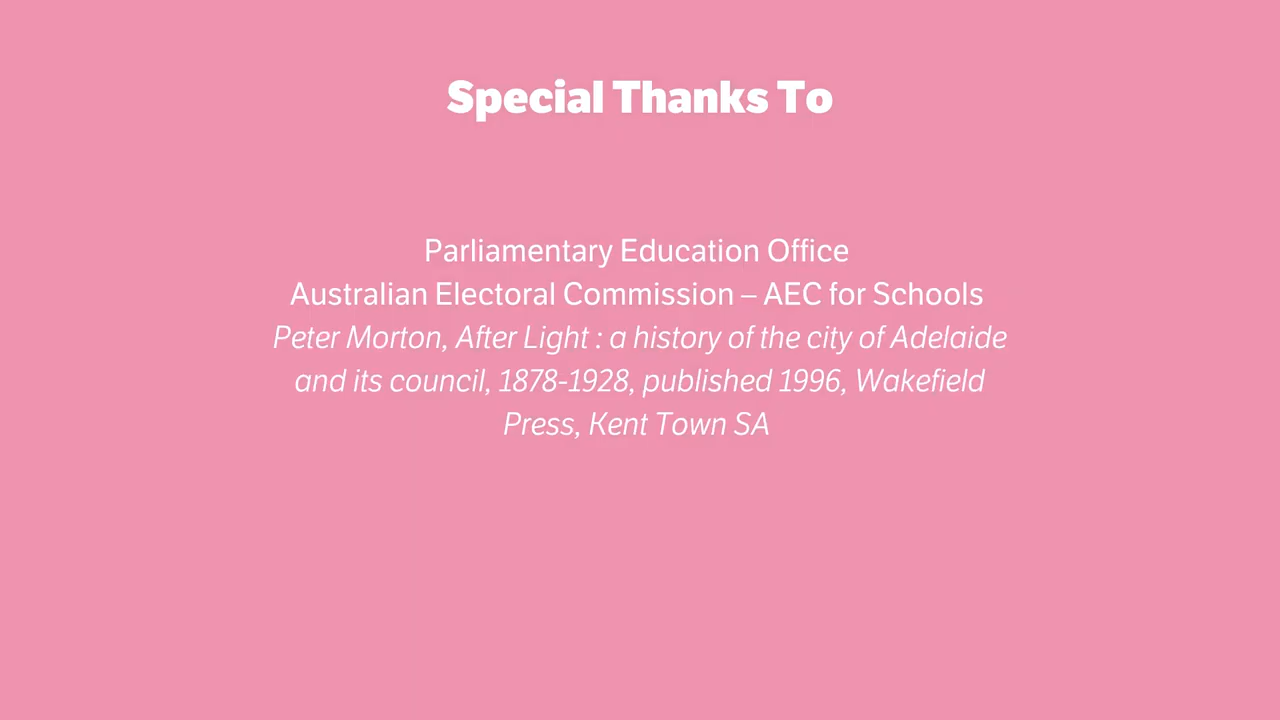 Special Thanks To
Parliamentary Education Office
Australian Electoral Commission – AEC for Schools
Peter Morton, After Light : a history of the city of Adelaide
and its council, 1878-1928, published 1996, Wakefield
Press, Kent Town SA